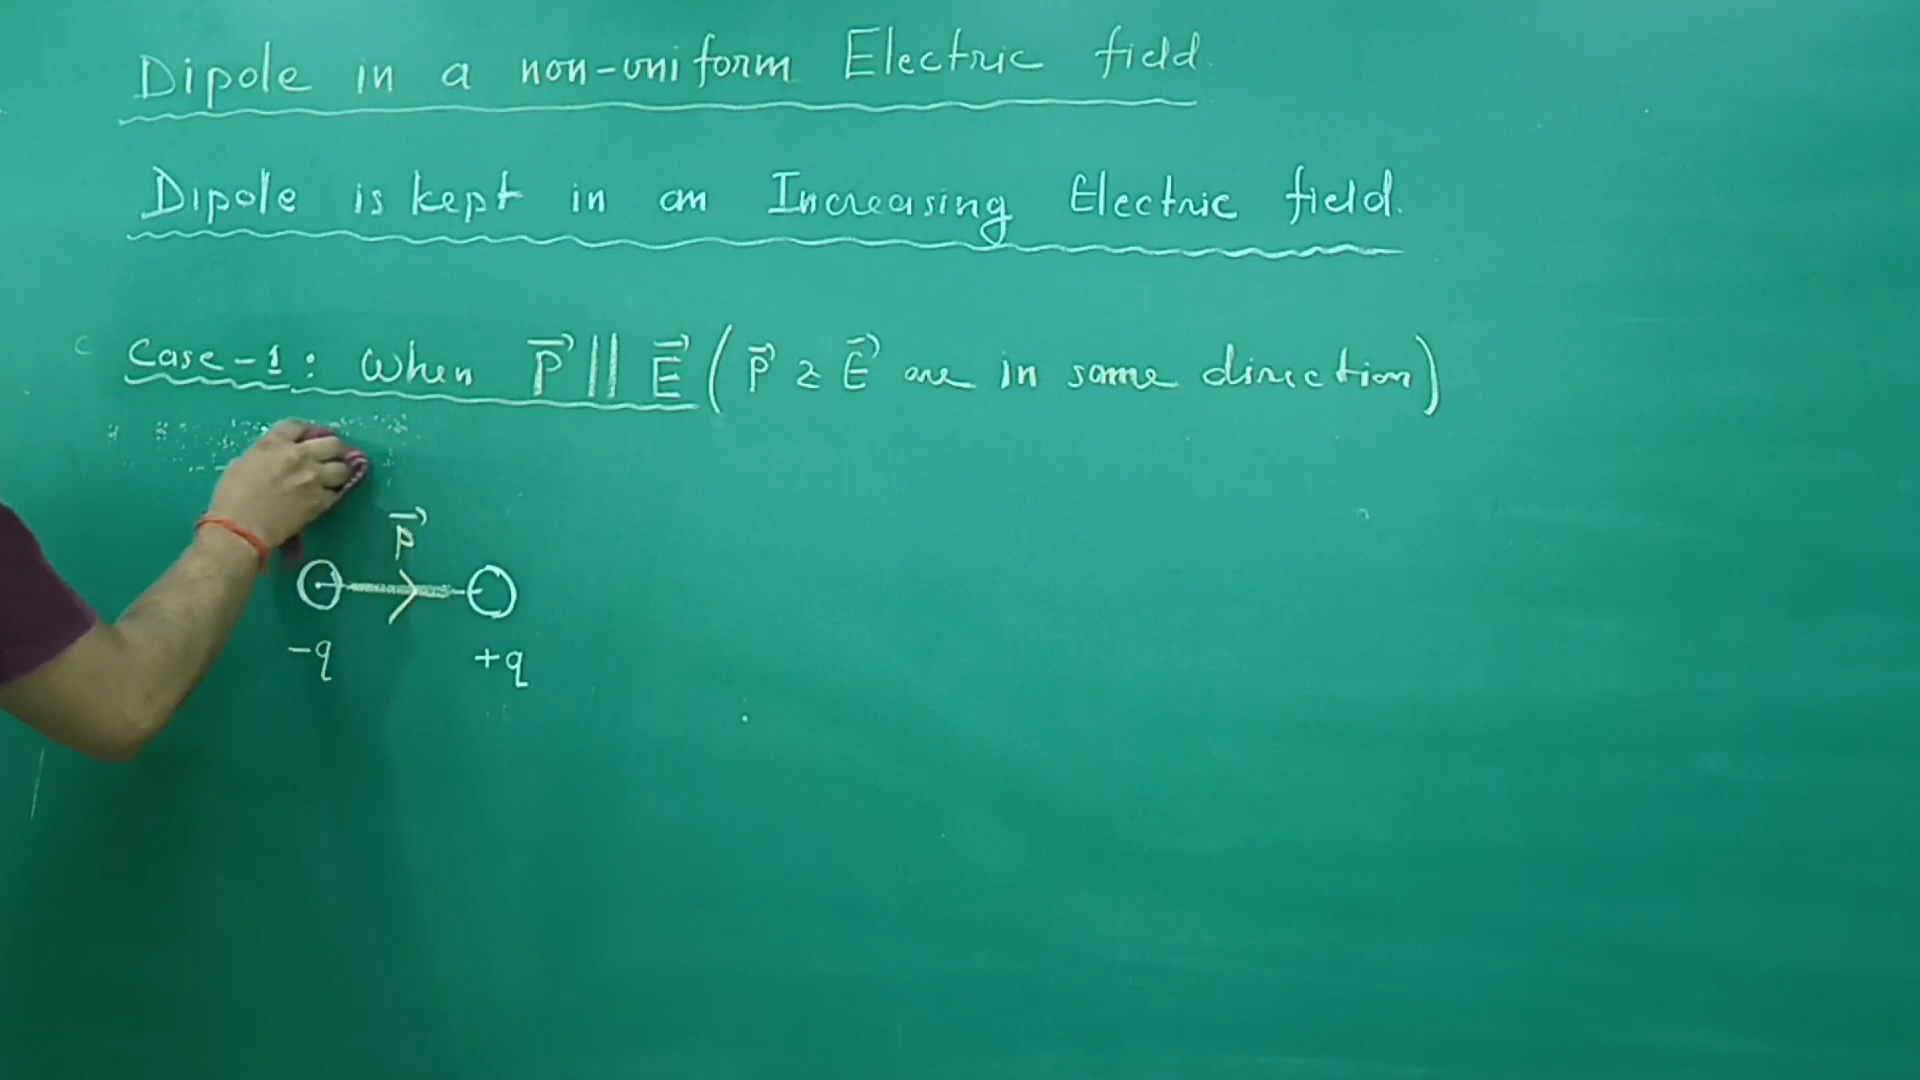 Dipole in a non-uniform Electric field
Dipole is kept in an Increasing Electric field.
Case-1: When P⃗ || E⃗ (P⃗ & E⃗ are in same direction)
P⃗
-q +q